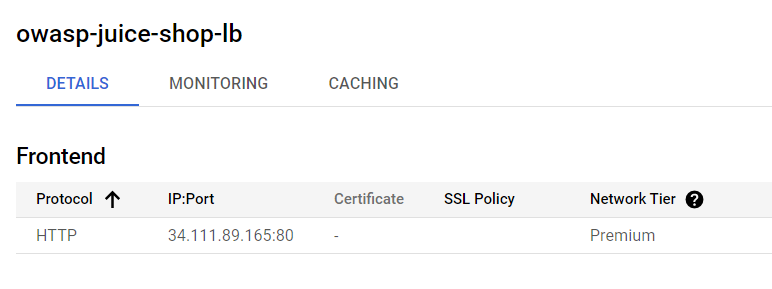 owasp-juice-shop-lb
DETAILS MONITORING CACHING
Frontend
Protocol IP:Port Certificate SSL Policy Network Tier ?
HTTP 34.111.89.165:80 - Premium